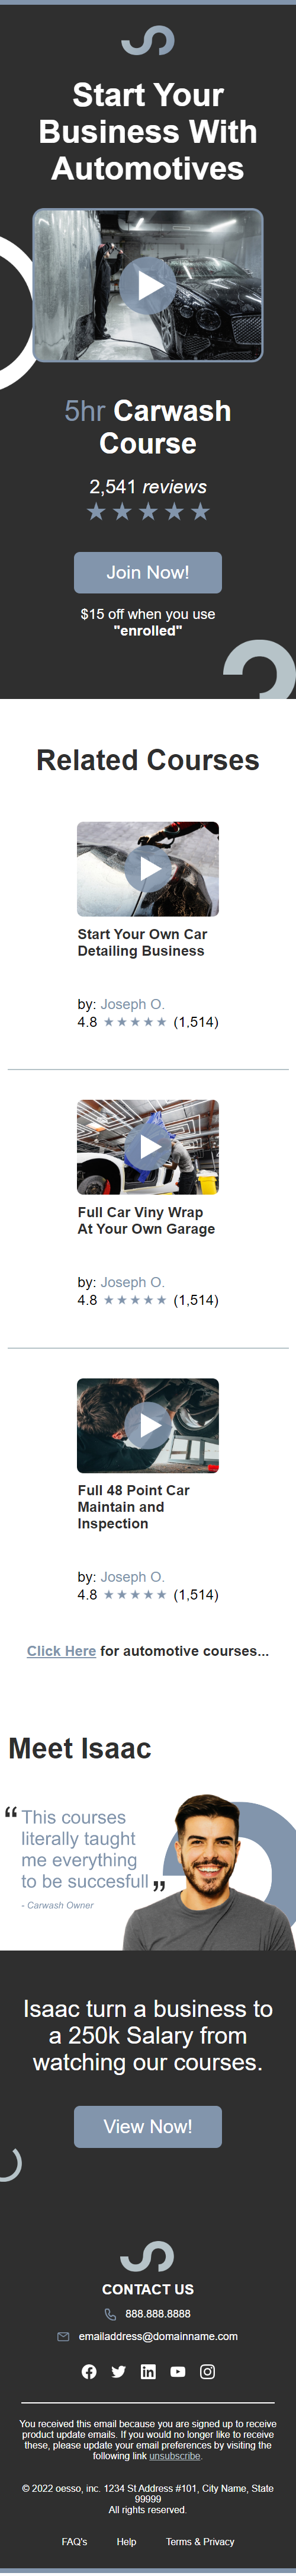 Start Your
Business With
Automotives
5hr Carwash
Course
2,541 reviews
Join Now!
$15 off when you use
"enrolled"
Related Courses
Start Your Own Car
Detailing Business
by: Joseph O.
4.8 ★★★★★ (1,514)
Full Car Viny Wrap
At Your Own Garage
by: Joseph O.
4.8 ★★★★★ (1,514)
Full 48 Point Car
Maintain and
Inspection
by: Joseph O.
4.8 ★★★★★ (1,514)
Click Here for automotive courses...
Meet Isaac
“This courses
literally taught
me everything
to be succesfull”
- Carwash Owner
Isaac turn a business to
a 250k Salary from
watching our courses.
View Now!
CONTACT US
888.888.8888
emailaddress@domainname.com
You received this email because you are signed up to receive
product update emails. If you would no longer like to receive
these, please update your email preferences by visiting the
following link unsubscribe.
© 2022 oesso, inc. 1234 St Address #101, City Name, State
99999
All rights reserved.
FAQ's Help Terms & Privacy